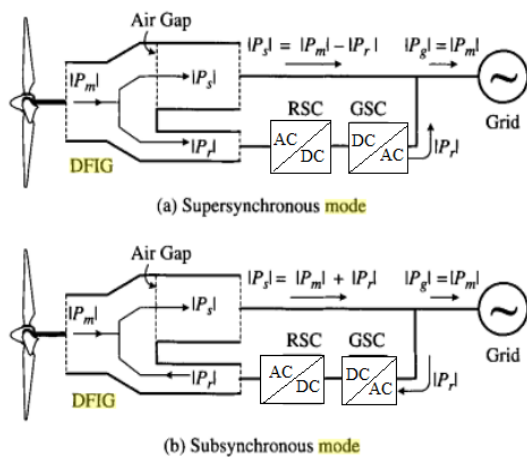 Air Gap
|Pₛ| = |Pₘ| – |Pᵣ |
|P_g| = |Pₘ|
|Pₘ|
|Pₛ|
RSC
GSC
AC
DC
DC
AC
|Pᵣ|
|Pᵣ|
Grid
DFIG
(a) Supersynchronous mode
Air Gap
|Pₛ| = |Pₘ| + |Pᵣ|
|P_g| = |Pₘ|
|Pₘ|
|Pₛ|
RSC
GSC
Grid
AC
DC
DC
AC
|Pᵣ|
|Pᵣ|
DFIG
(b) Subsynchronous mode